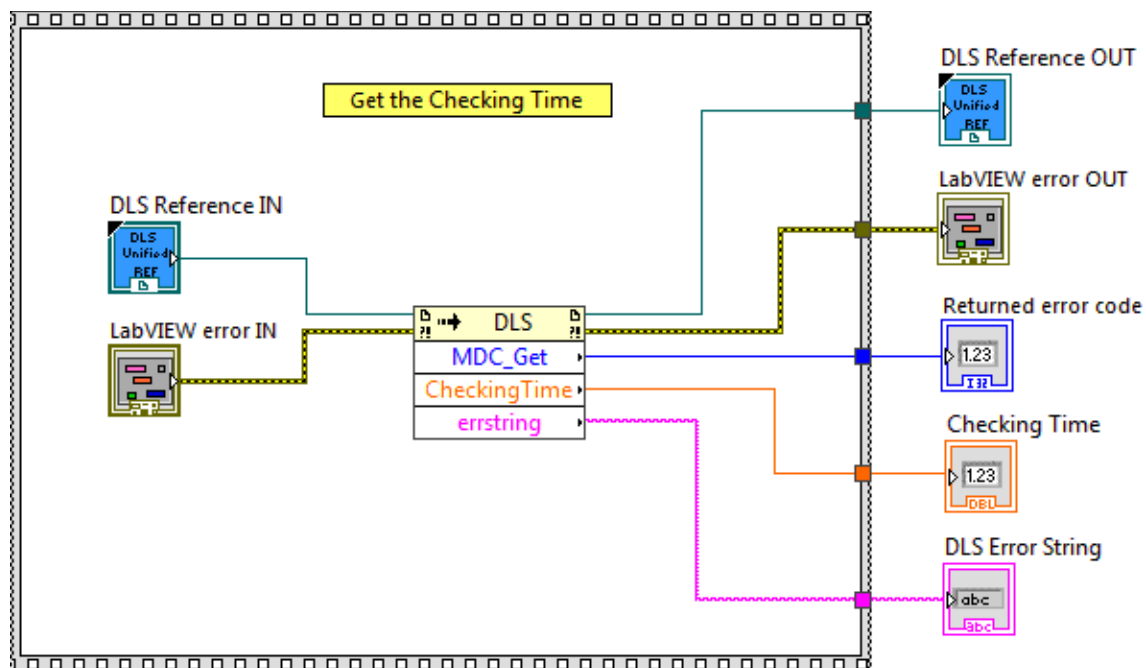 DLS Reference OUT
DLS
Unified
REF
Get the Checking Time
LabVIEW error OUT
DLS Reference IN
DLS
Unified
REF
Returned error code
1.23
I32
LabVIEW error IN
?! DLS ?!
MDC_Get
CheckingTime
errstring
Checking Time
1.23
DBL
DLS Error String
abc
abc